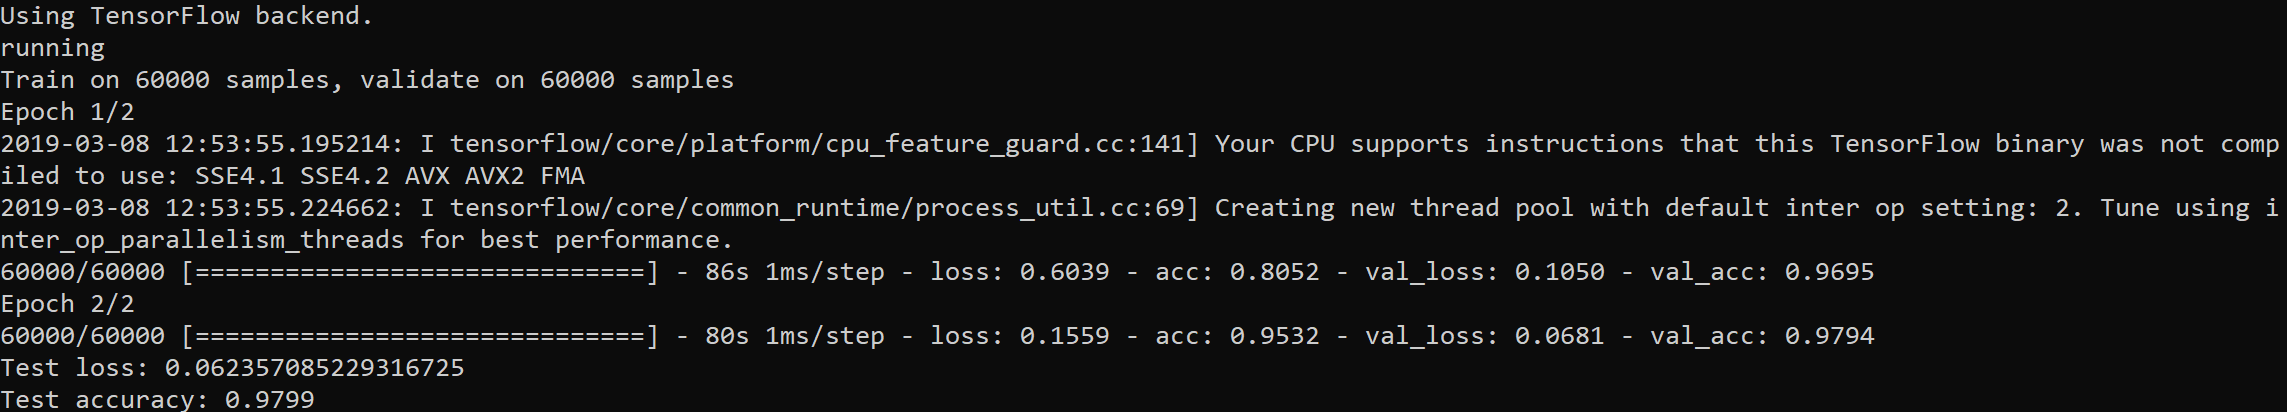 Using TensorFlow backend.
running
Train on 60000 samples, validate on 60000 samples
Epoch 1/2
2019-03-08 12:53:55.195214: I tensorflow/core/platform/cpu_feature_guard.cc:141] Your CPU supports instructions that this TensorFlow binary was not comp
iled to use: SSE4.1 SSE4.2 AVX AVX2 FMA
2019-03-08 12:53:55.224662: I tensorflow/core/common_runtime/process_util.cc:69] Creating new thread pool with default inter op setting: 2. Tune using i
nter_op_parallelism_threads for best performance.
60000/60000 [==============================] - 86s 1ms/step - loss: 0.6039 - acc: 0.8052 - val_loss: 0.1050 - val_acc: 0.9695
Epoch 2/2
60000/60000 [==============================] - 80s 1ms/step - loss: 0.1559 - acc: 0.9532 - val_loss: 0.0681 - val_acc: 0.9794
Test loss: 0.062357085229316725
Test accuracy: 0.9799